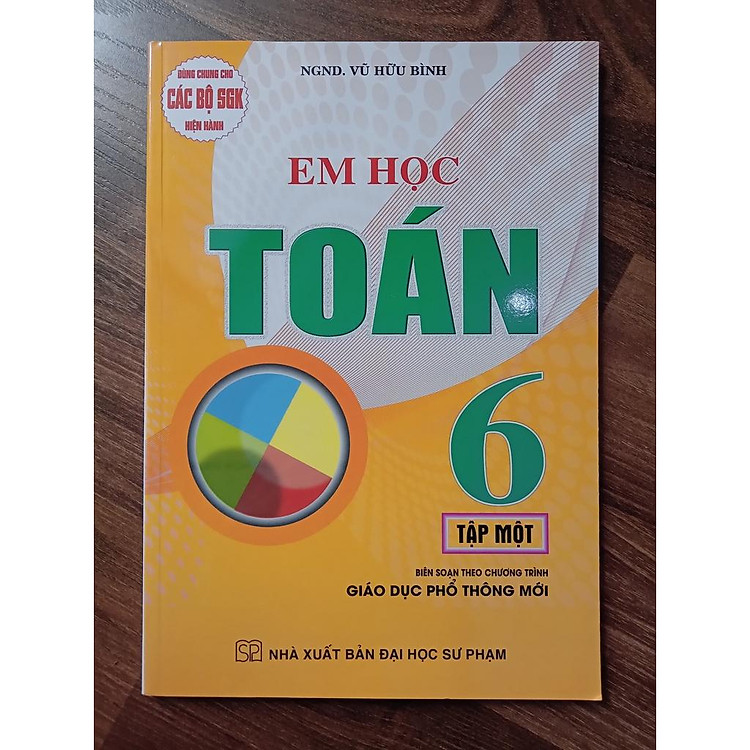 NGND. VŨ HỮU BÌNH
DÙNG CHUNG CHO
CÁC BỘ SGK
HIỆN HÀNH
EM HỌC
TOÁN
6
TẬP MỘT
BIÊN SOẠN THEO CHƯƠNG TRÌNH
GIÁO DỤC PHỔ THÔNG MỚI
SP
NHÀ XUẤT BẢN ĐẠI HỌC SƯ PHẠM